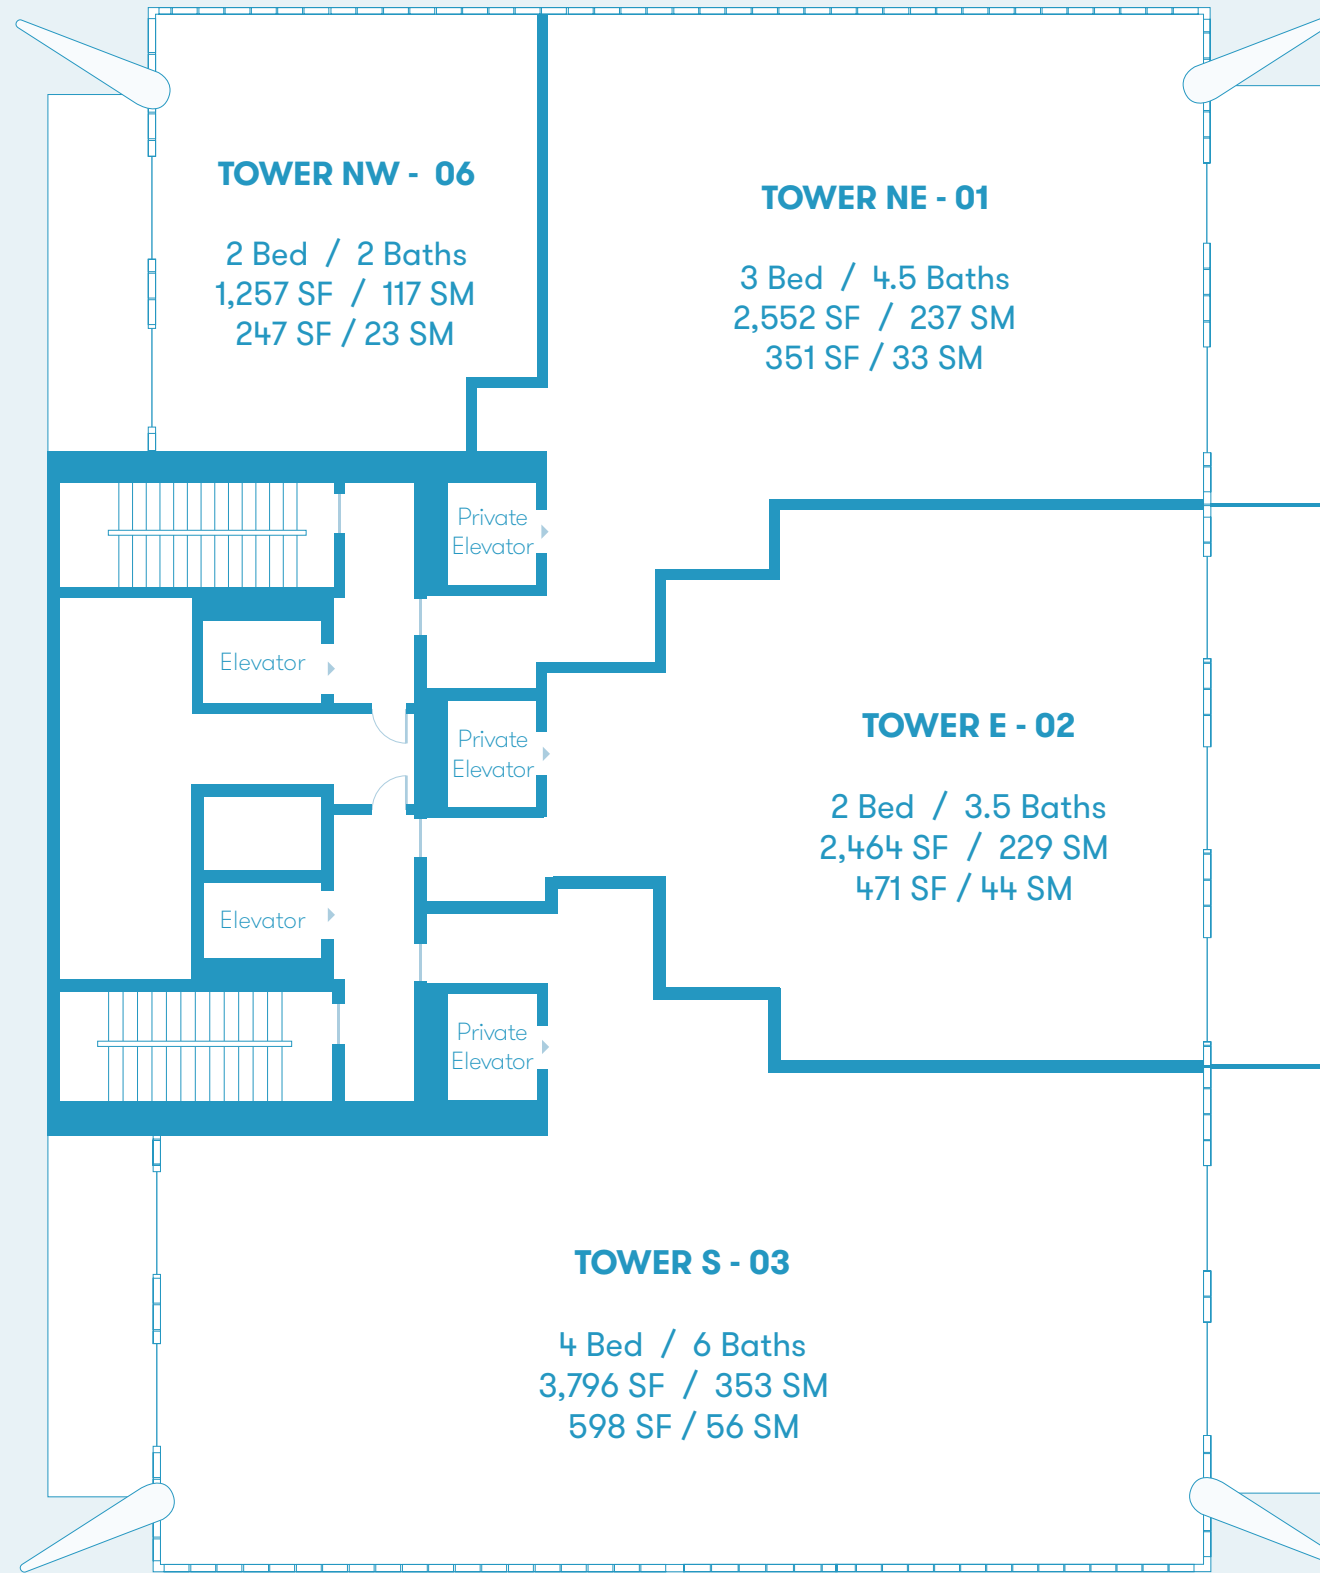 TOWER NW - 06
2 Bed / 2 Baths
1,257 SF / 117 SM
247 SF / 23 SM
TOWER NE - 01
3 Bed / 4.5 Baths
2,552 SF / 237 SM
351 SF / 33 SM
Private
Elevator
Elevator
Private
Elevator
TOWER E - 02
2 Bed / 3.5 Baths
2,464 SF / 229 SM
471 SF / 44 SM
Elevator
Private
Elevator
TOWER S - 03
4 Bed / 6 Baths
3,796 SF / 353 SM
598 SF / 56 SM